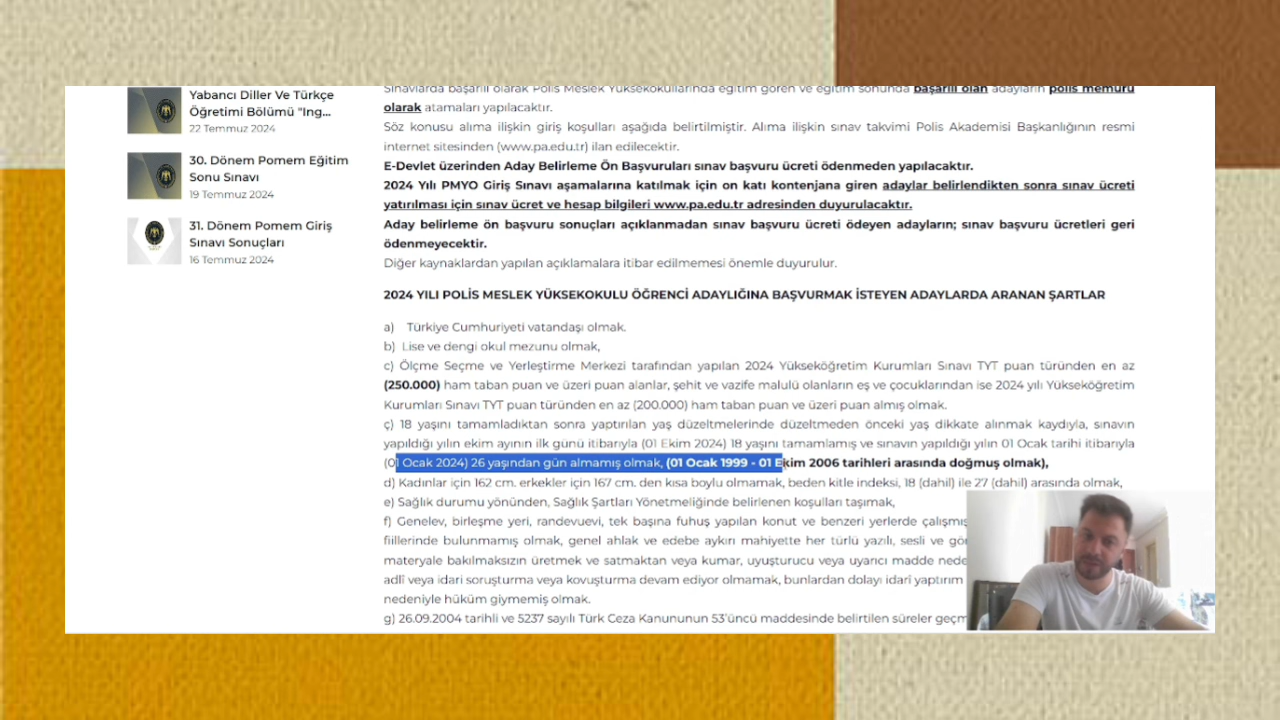 Yabancı Diller Ve Türkçe
Öğretimi Bölümü "Ing...
22 Temmuz 2024
30. Dönem Pomem Eğitim
Sonu Sınavı
19 Temmuz 2024
31. Dönem Pomem Giriş
Sınavı Sonuçları
16 Temmuz 2024
Sınavlarda başarılı olarak Polis Meslek Yüksekokullarında eğitim gören ve eğitim sonunda başarılı olan adayların polis memuru
olarak atamaları yapılacaktır.
Söz konusu alıma ilişkin giriş koşulları aşağıda belirtilmiştir. Alıma ilişkin sınav takvimi Polis Akademisi Başkanlığının resmi
internet sitesinden (www.pa.edu.tr) ilan edilecektir.
E-Devlet üzerinden Aday Belirleme Ön Başvuruları sınav başvuru ücreti ödenmeden yapılacaktır.
2024 Yılı PMYO Giriş Sınavı aşamalarına katılmak için on katı kontenjana giren adaylar belirlendikten sonra sınav ücreti
yatırılması için sınav ücret ve hesap bilgileri www.pa.edu.tr adresinden duyurulacaktır.
Aday belirleme ön başvuru sonuçları açıklanmadan sınav başvuru ücreti ödeyen adayların; sınav başvuru ücretleri geri
ödenmeyecektir.
Diğer kaynaklardan yapılan açıklamalara itibar edilmemesi önemle duyurulur.
2024 YILI POLİS MESLEK YÜKSEKOKULU ÖĞRENCİ ADAYLIĞINA BAŞVURMAK İSTEYEN ADAYLARDA ARANAN ŞARTLAR
a) Türkiye Cumhuriyeti vatandaşı olmak.
b) Lise ve dengi okul mezunu olmak,
c) Ölçme Seçme ve Yerleştirme Merkezi tarafından yapılan 2024 Yükseköğretim Kurumları Sınavı TYT puan türünden en az
(250.000) ham taban puan ve üzeri puan alanlar, şehit ve vazife malulü olanların eş ve çocuklarından ise 2024 yılı Yükseköğretim
Kurumları Sınavı TYT puan türünden en az (200.000) ham taban puan ve üzeri puan almış olmak.
ç) 18 yaşını tamamladıktan sonra yaptırılan yaş düzeltmelerinde düzeltmeden önceki yaş dikkate alınmak kaydıyla, sınavın
yapıldığı yılın ekim ayının ilk günü itibarıyla (01 Ekim 2024) 18 yaşını tamamlamış ve sınavın yapıldığı yılın 01 Ocak tarihi itibarıyla
(01 Ocak 2024) 26 yaşından gün almamış olmak, (01 Ocak 1999 - 01 Ekim 2006 tarihleri arasında doğmuş olmak),
d) Kadınlar için 162 cm. erkekler için 167 cm. den kısa boylu olmamak, beden kitle indeksi, 18 (dahil) ile 27 (dahil) arasında olmak,
e) Sağlık durumu yönünden, Sağlık Şartları Yönetmeliğinde belirlenen koşulları taşımak,
f) Genelev, birleşme yeri, randevuevi, tek başına fuhuş yapılan konut ve benzeri yerlerde çalışmış
fiillerinde bulunmamış olmak, genel ahlak ve edebe aykırı mahiyette her türlü yazılı, sesli ve gör
materyale bakılmaksızın üretmek ve satmaktan veya kumar, uyuşturucu veya uyarıcı madde nede
adlî veya idari soruşturma veya kovuşturma devam ediyor olmamak, bunlardan dolayı idarî yaptırım
nedeniyle hüküm giymemiş olmak.
g) 26.09.2004 tarihli ve 5237 sayılı Türk Ceza Kanununun 53'üncü maddesinde belirtilen süreler geçm